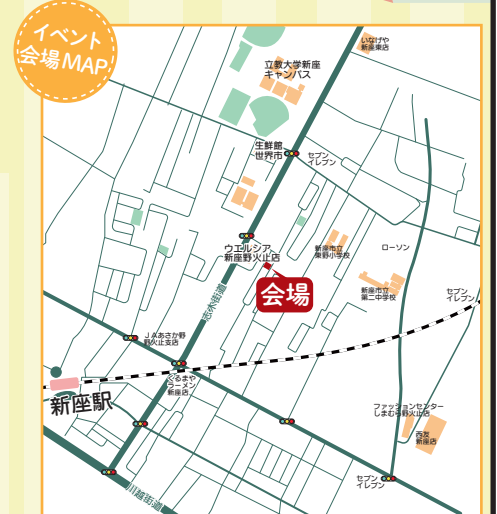 イベント
会場MAP
いなげや
新座東店
立教大学新座
キャンパス
生鮮館
世界市
セブン
イレブン
ウエルシア
新座野火止店
新座市立
東野小学校
ローソン
会場
新座市立
第二中学校
セブン
イレブン
志木街道
JAあさか野
野火止支店
くるまや
ラーメン
新座店
新座駅
ファッションセンター
しまむら野火止店
西友
新座店
セブン
イレブン
川越街道